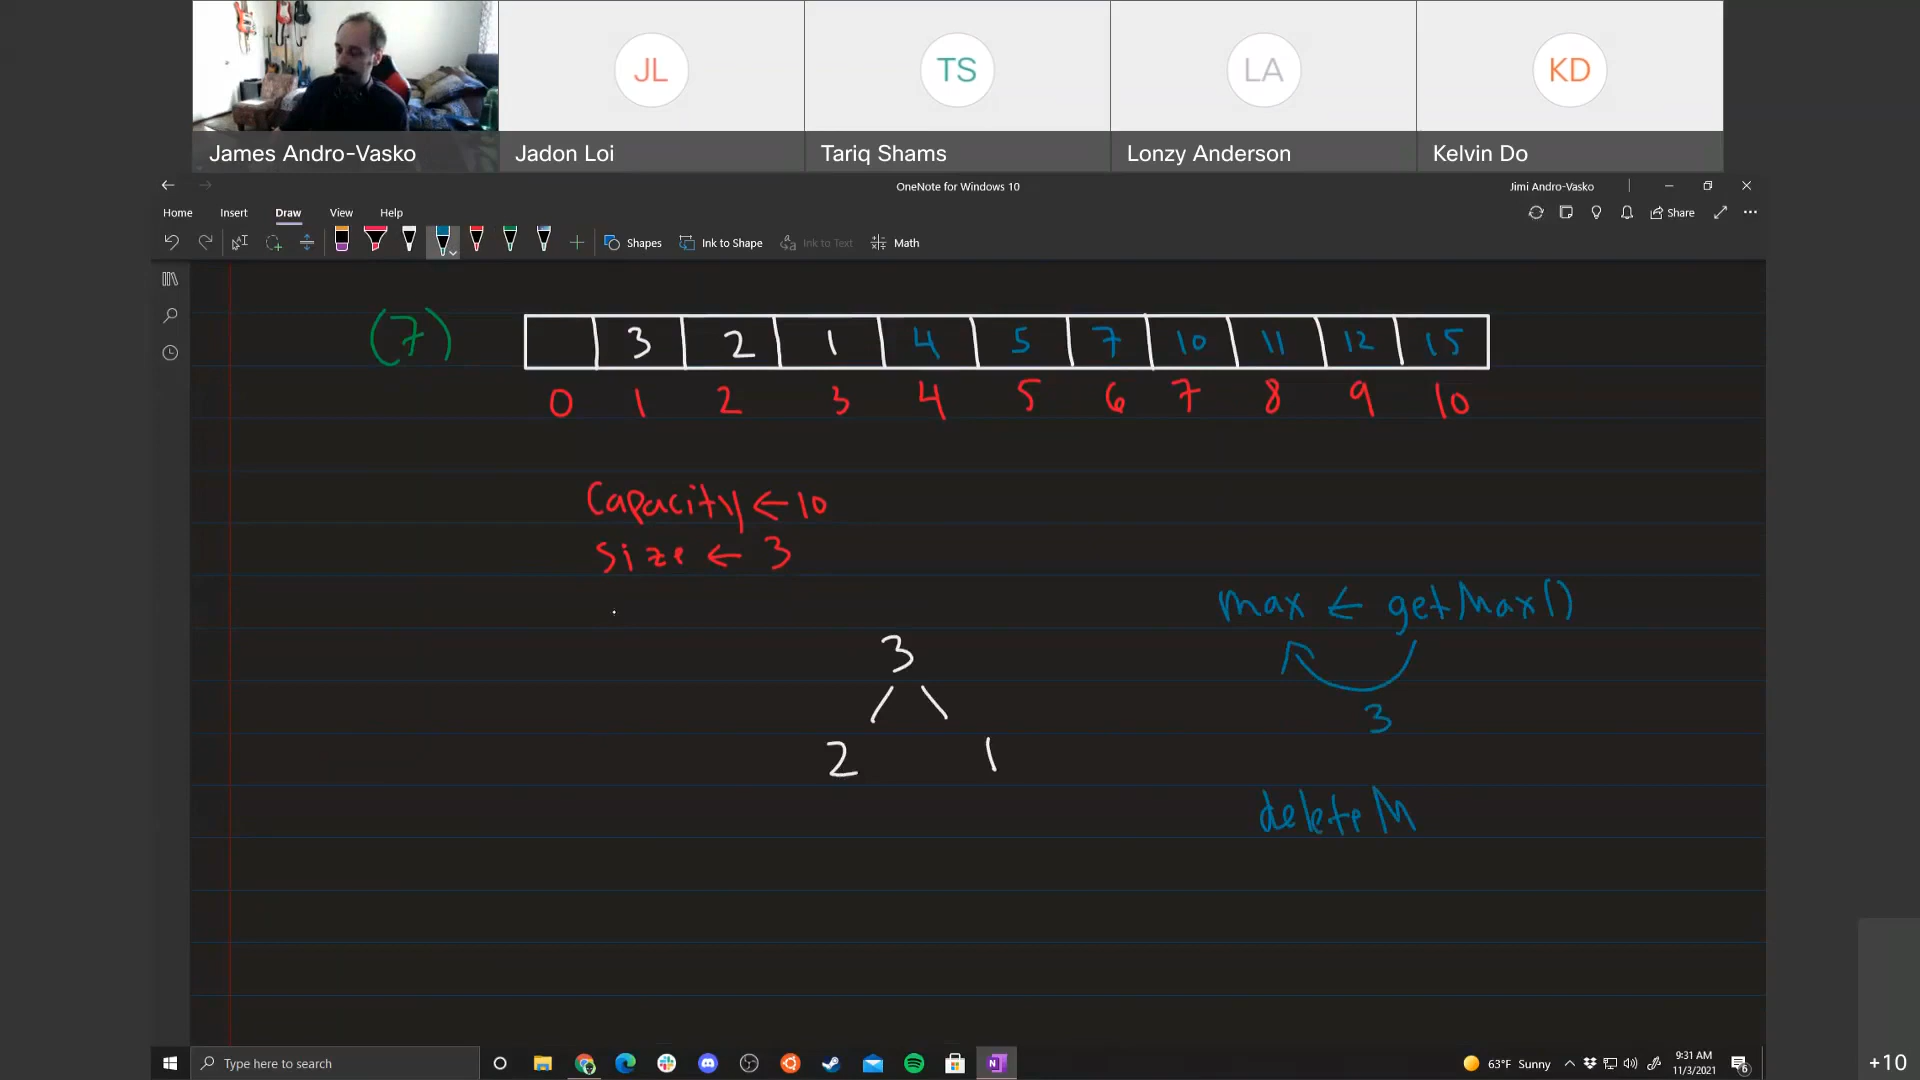 JL
TS
LA
KD
James Andro-Vasko
Jadon Loi
Tariq Shams
Lonzy Anderson
Kelvin Do
OneNote for Windows 10
Jimi Andro-Vasko
Home Insert Draw View Help
Share
Shapes
Ink to Shape
Ink to Text
Math
(7)
3 2 1 4 5 7 10 11 12 15
0 1 2 3 4 5 6 7 8 9 10
Capacity ← 10
Size ← 3
max ← getMax()
3
3
2 1
deleteM
Type here to search
63°F Sunny
9:31 AM
11/3/2021
6
+10